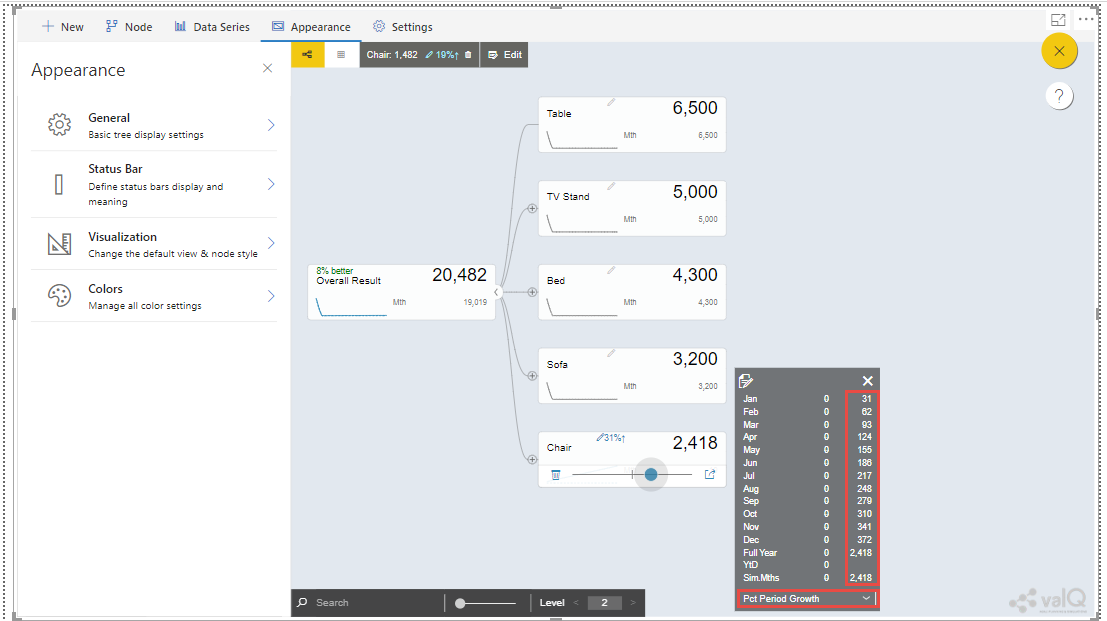 New
Node
Data Series
Appearance
Settings
Appearance
General
Basic tree display settings
Status Bar
Define status bars display and
meaning
Visualization
Change the default view & node style
Colors
Manage all color settings
Chair: 1,482 19%↑
Edit
?
Table 6,500
Mth 6,500
TV Stand 5,000
Mth 5,000
8% better
Overall Result 20,482
Mth 19,019
Bed 4,300
Mth 4,300
Sofa 3,200
Mth 3,200
Chair 31%↑ 2,418
Jan 0 31
Feb 0 62
Mar 0 93
Apr 0 124
May 0 155
Jun 0 186
Jul 0 217
Aug 0 248
Sep 0 279
Oct 0 310
Nov 0 341
Dec 0 372
Full Year 0 2,418
YtD 0
Sim.Mths 0 2,418
Pct Period Growth
Search
Level < 2 >
valQ